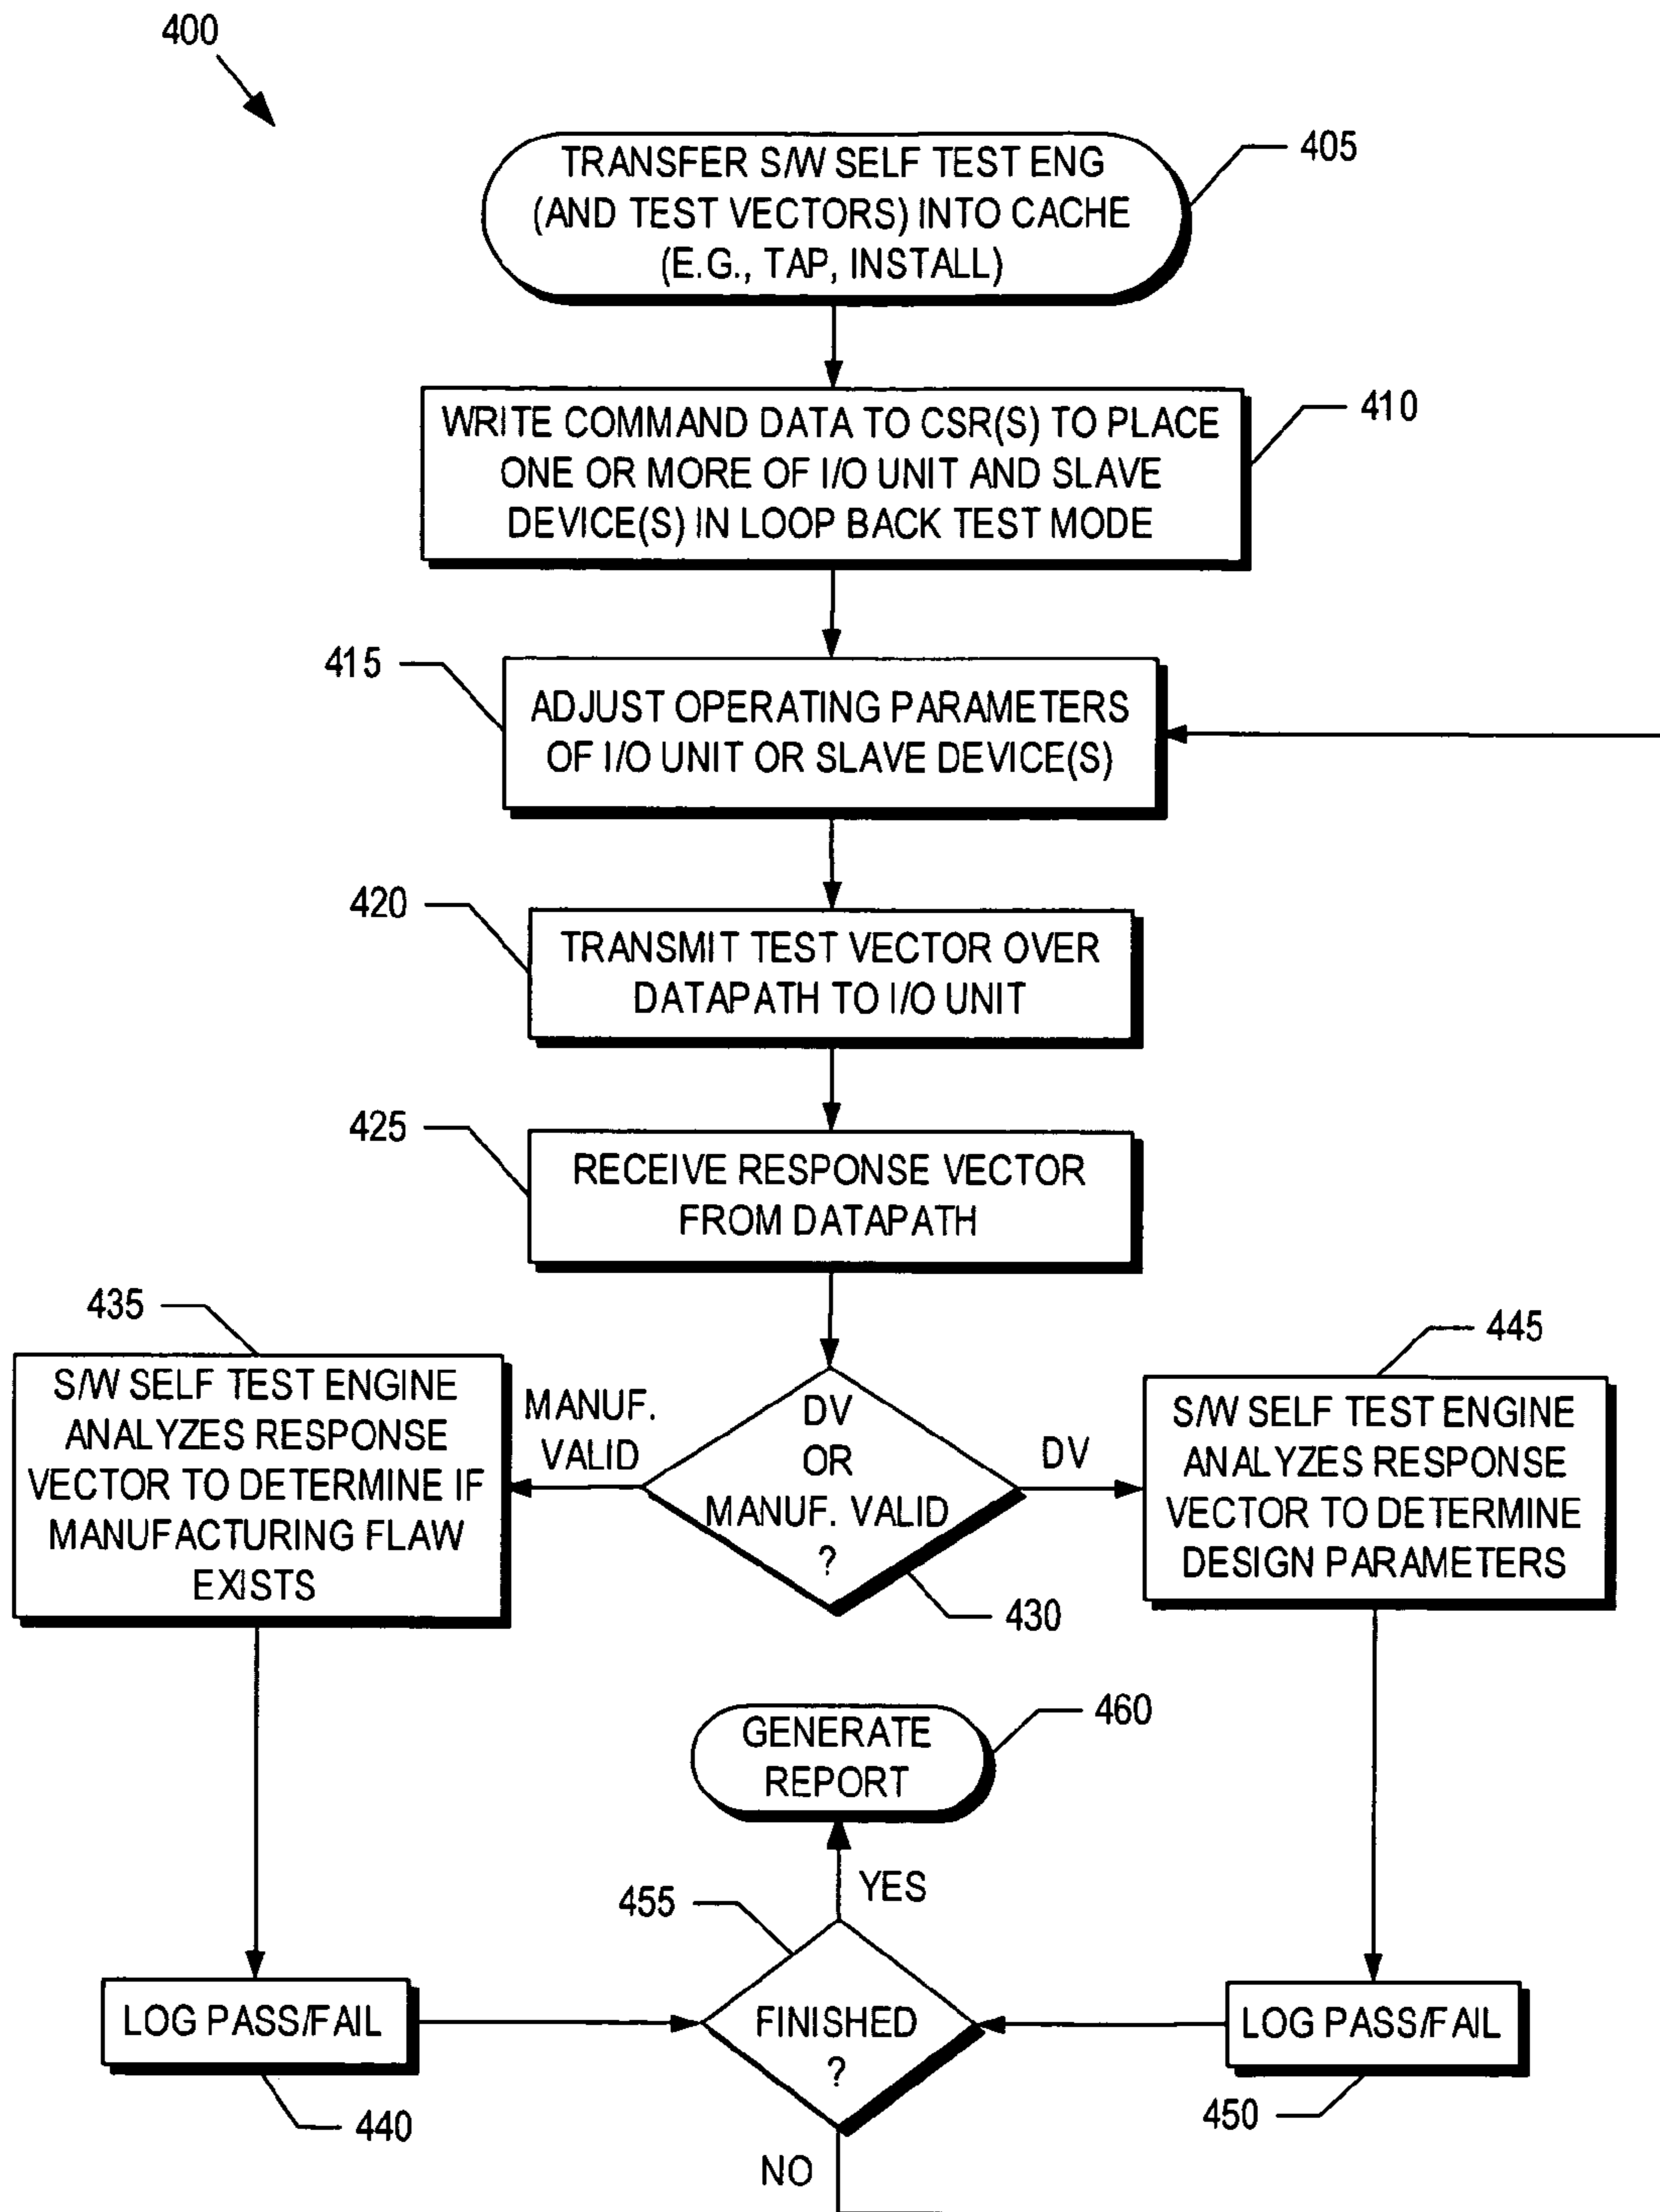 400
TRANSFER S/W SELF TEST ENG
(AND TEST VECTORS) INTO CACHE
(E.G., TAP, INSTALL)
405
WRITE COMMAND DATA TO CSR(S) TO PLACE
ONE OR MORE OF I/O UNIT AND SLAVE
DEVICE(S) IN LOOP BACK TEST MODE
410
415
ADJUST OPERATING PARAMETERS
OF I/O UNIT OR SLAVE DEVICE(S)
420
TRANSMIT TEST VECTOR OVER
DATAPATH TO I/O UNIT
425
RECEIVE RESPONSE VECTOR
FROM DATAPATH
435
S/W SELF TEST ENGINE
ANALYZES RESPONSE
VECTOR TO DETERMINE IF
MANUFACTURING FLAW
EXISTS
MANUF.
VALID
DV
OR
MANUF. VALID
?
430
DV
445
S/W SELF TEST ENGINE
ANALYZES RESPONSE
VECTOR TO DETERMINE
DESIGN PARAMETERS
GENERATE
REPORT
460
YES
455
LOG PASS/FAIL
440
FINISHED
?
LOG PASS/FAIL
450
NO